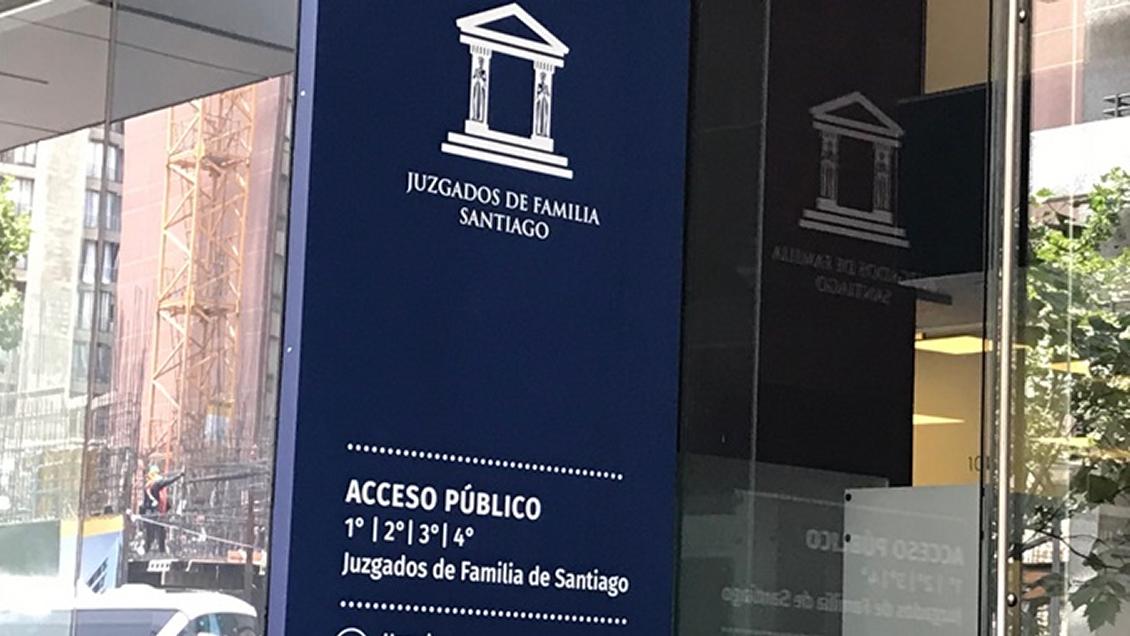 JUZGADOS DE FAMILIA
SANTIAGO
ACCESO PÚBLICO
1° | 2° | 3° | 4°
Juzgados de Familia de Santiago